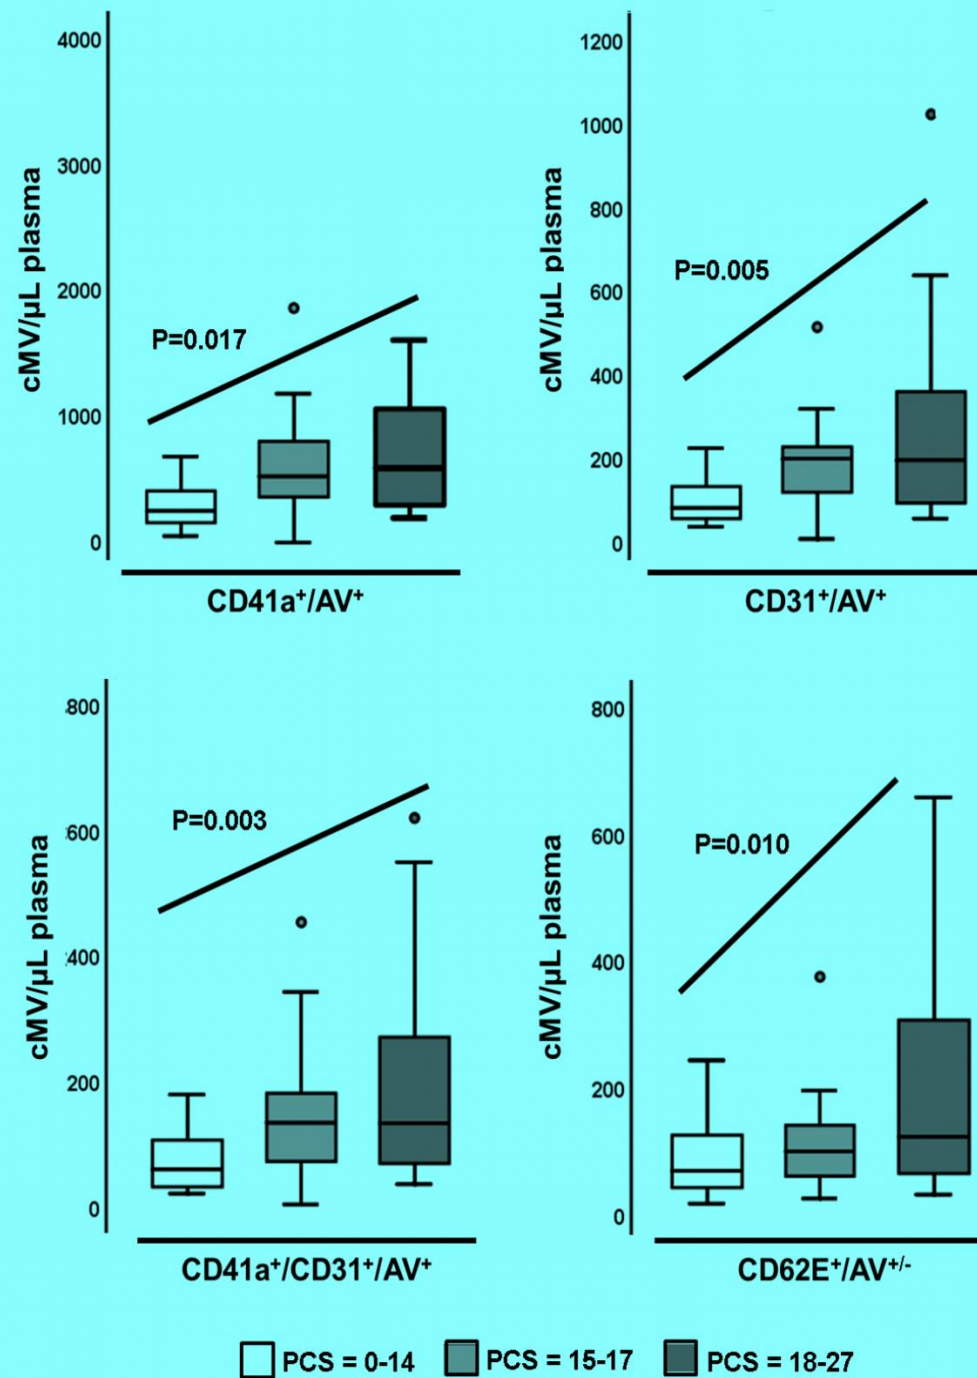 cMV/µL plasma
4000
3000
2000
1000
0
P=0.017
CD41a⁺/AV⁺
cMV/µL plasma
1200
1000
800
600
400
200
0
P=0.005
CD31⁺/AV⁺
cMV/µL plasma
800
600
400
200
0
P=0.003
CD41a⁺/CD31⁺/AV⁺
cMV/µL plasma
800
600
400
200
0
P=0.010
CD62E⁺/AV⁺/⁻
PCS = 0-14
PCS = 15-17
PCS = 18-27